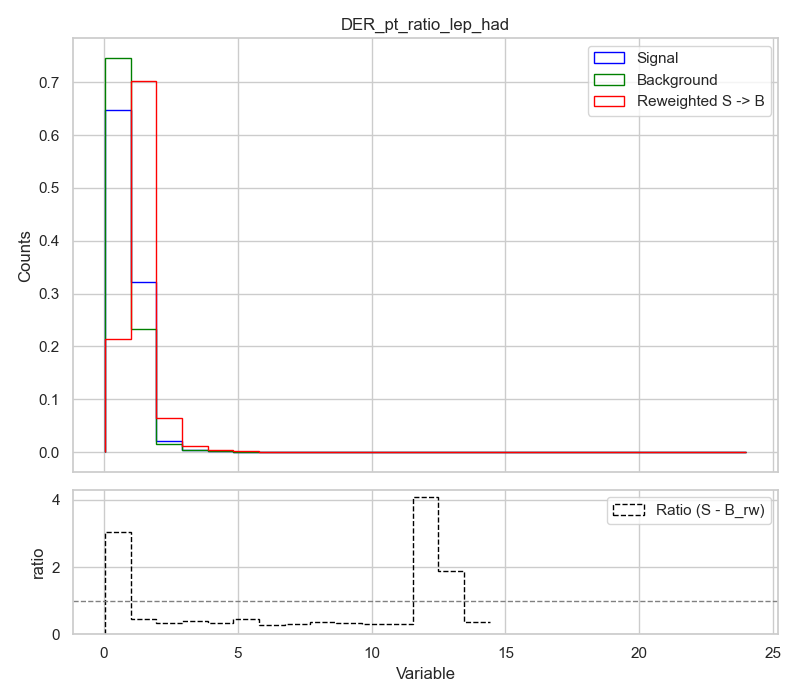 DER_pt_ratio_lep_had
Signal
Background
Reweighted S -> B
Counts
0.7
0.6
0.5
0.4
0.3
0.2
0.1
0.0
Ratio (S - B_rw)
ratio
4
2
0
0 5 10 15 20 25
Variable